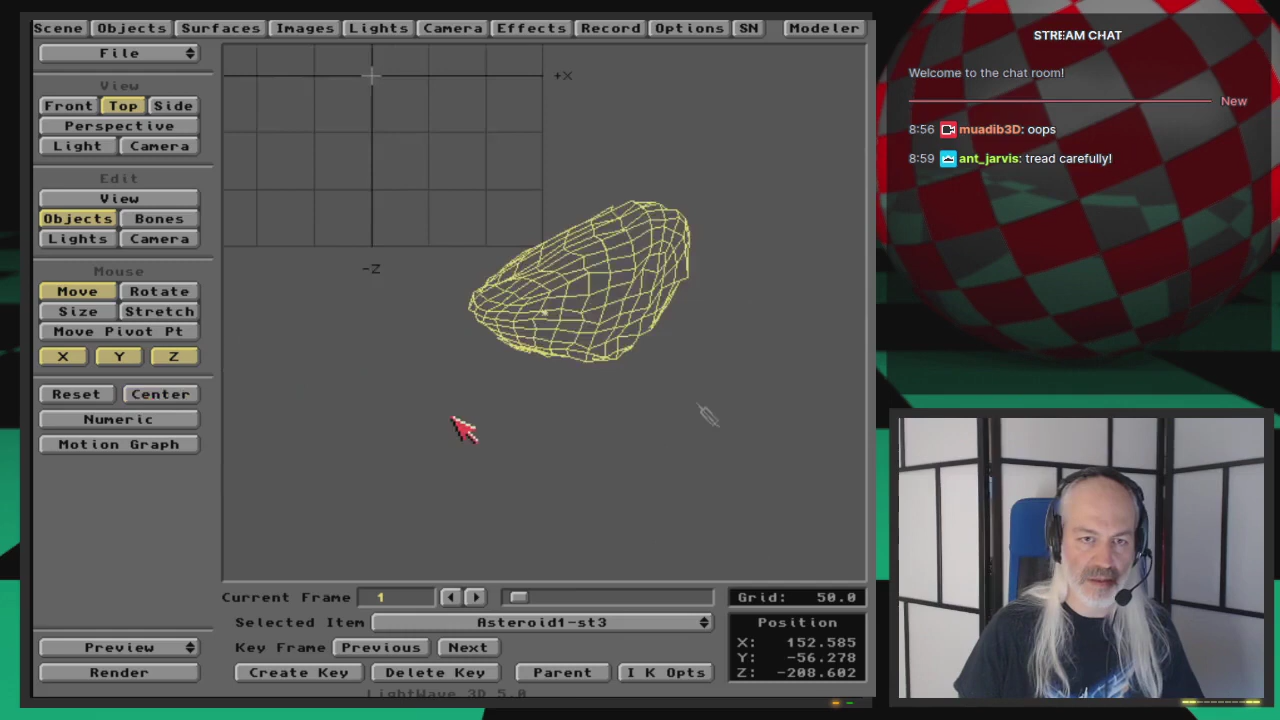 Scene Objects Surfaces Images Lights Camera Effects Record Options SN Modeler
File
View
Front Top Side
Perspective
Light Camera
Edit
View
Objects Bones
Lights Camera
Mouse
Move Rotate
Size Stretch
Move Pivot Pt
X Y Z
Reset Center
Numeric
Motion Graph
Preview
Render
+X
-Z
Current Frame 1
Selected Item Asteroid1-st3
Key Frame Previous Next
Create Key Delete Key Parent I K Opts
LightWave 3D 5.0
Grid: 50.0
Position
X: 152.585
Y: -56.278
Z: -208.602
STREAM CHAT
Welcome to the chat room!
New
8:56 muadib3D: oops
8:59 ant_jarvis: tread carefully!